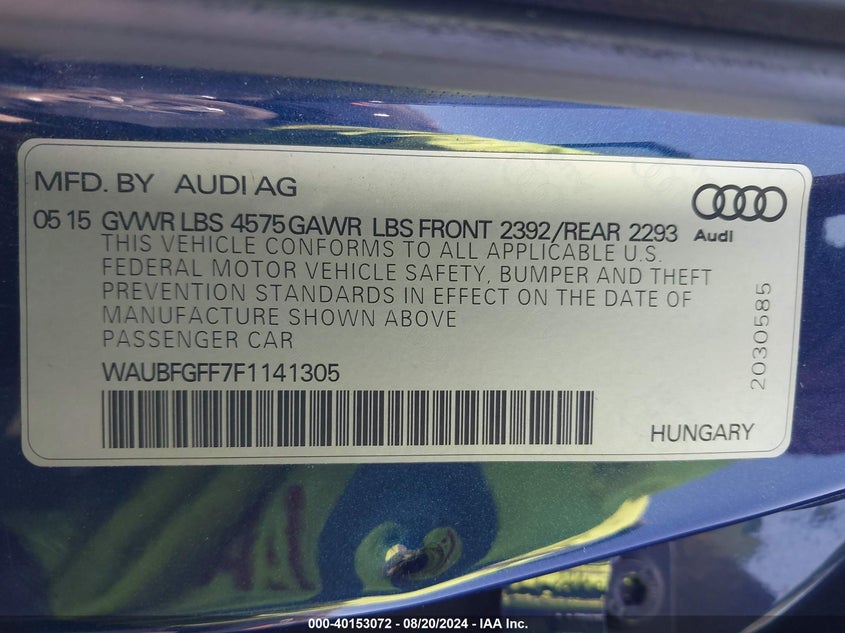 MFD. BY AUDI AG
Audi
05 15 GVWR LBS 4575 GAWR LBS FRONT 2392/REAR 2293
THIS VEHICLE CONFORMS TO ALL APPLICABLE U.S.
FEDERAL MOTOR VEHICLE SAFETY, BUMPER AND THEFT
PREVENTION STANDARDS IN EFFECT ON THE DATE OF
MANUFACTURE SHOWN ABOVE
PASSENGER CAR
WAUBFGFF7F1141305
2030585
HUNGARY
000-40153072 - 08/20/2024 - IAA Inc.